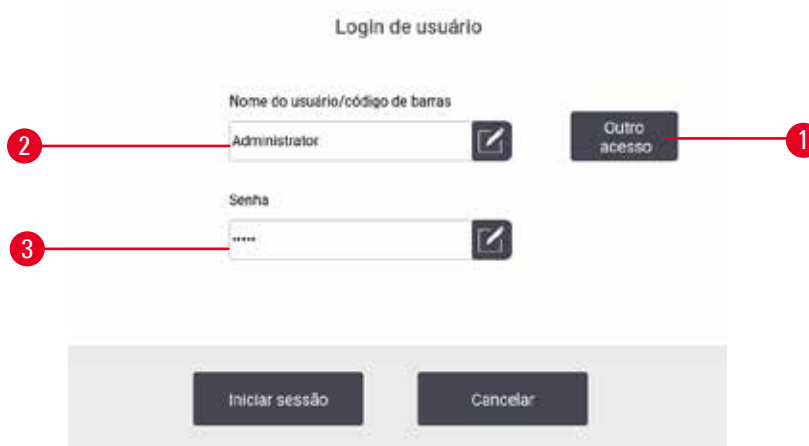 Login de usuário
Nome do usuário/código de barras
2
Administrator
Outro
acesso
1
Senha
3
•••••
Iniciar sessão
Cancelar